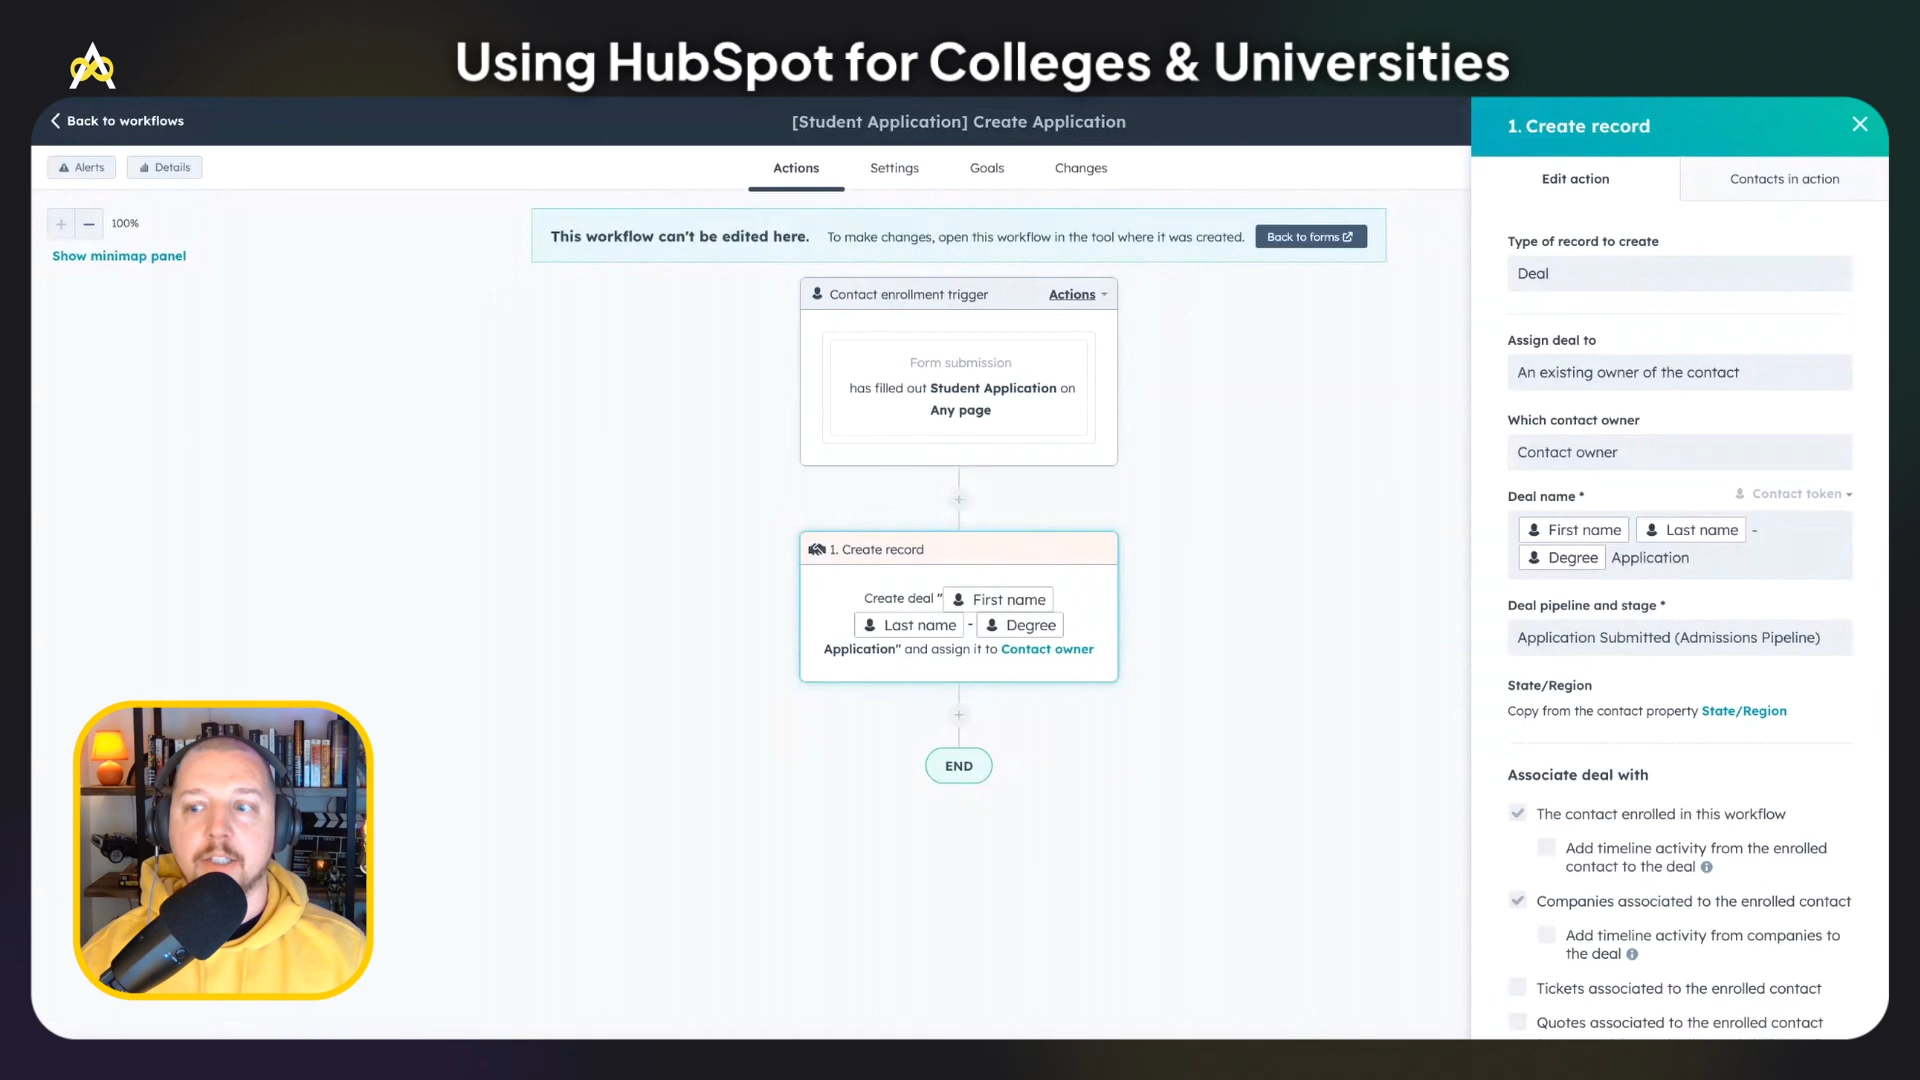 Using HubSpot for Colleges & Universities
Back to workflows
[Student Application] Create Application
Alerts
Details
Actions
Settings
Goals
Changes
100%
Show minimap panel
This workflow can't be edited here. To make changes, open this workflow in the tool where it was created. Back to forms
Contact enrollment trigger
Actions
Form submission
has filled out Student Application on
Any page
1. Create record
Create deal " First name
Last name - Degree
Application" and assign it to Contact owner
END
1. Create record
Edit action
Contacts in action
Type of record to create
Deal
Assign deal to
An existing owner of the contact
Which contact owner
Contact owner
Deal name *
Contact token
First name Last name -
Degree Application
Deal pipeline and stage *
Application Submitted (Admissions Pipeline)
State/Region
Copy from the contact property State/Region
Associate deal with
The contact enrolled in this workflow
Add timeline activity from the enrolled
contact to the deal
Companies associated to the enrolled contact
Add timeline activity from companies to
the deal
Tickets associated to the enrolled contact
Quotes associated to the enrolled contact